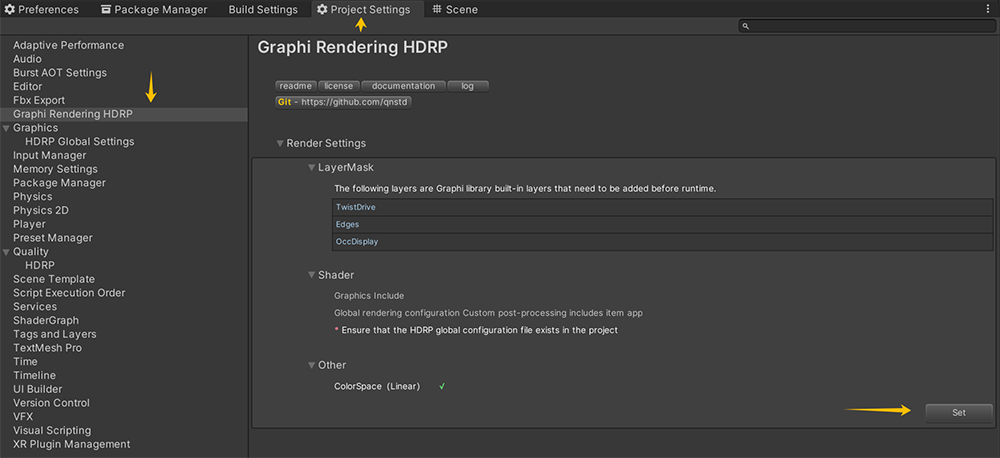 Preferences Package Manager Build Settings Project Settings Scene
Adaptive Performance
Audio
Burst AOT Settings
Editor
Fbx Export
Graphi Rendering HDRP
Graphics
HDRP Global Settings
Input Manager
Memory Settings
Package Manager
Physics
Physics 2D
Player
Preset Manager
Quality
HDRP
Scene Template
Script Execution Order
Services
ShaderGraph
Tags and Layers
TextMesh Pro
Time
Timeline
UI Builder
Version Control
VFX
Visual Scripting
XR Plugin Management
Graphi Rendering HDRP
readme license documentation log
Git - https://github.com/qnstd
Render Settings
LayerMask
The following layers are Graphi library built-in layers that need to be added before runtime.
TwistDrive
Edges
OccDisplay
Shader
Graphics Include
Global rendering configuration Custom post-processing includes item app
* Ensure that the HDRP global configuration file exists in the project
Other
ColorSpace (Linear) √
Set